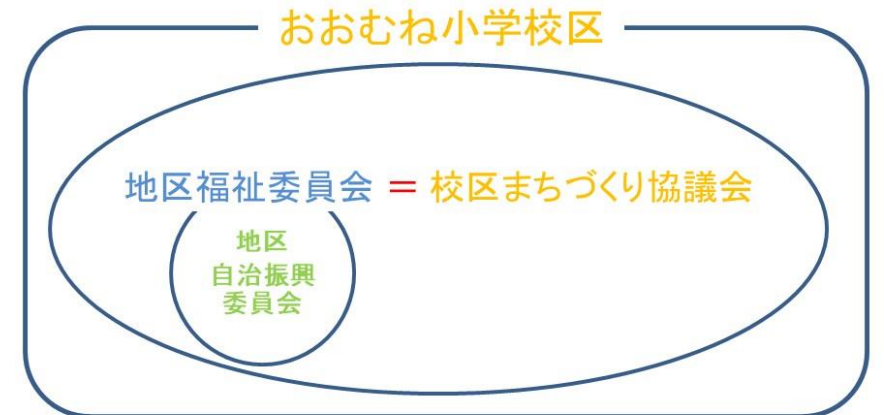 おおむね小学校区
地区福祉委員会 = 校区まちづくり協議会
地区
自治振興
委員会